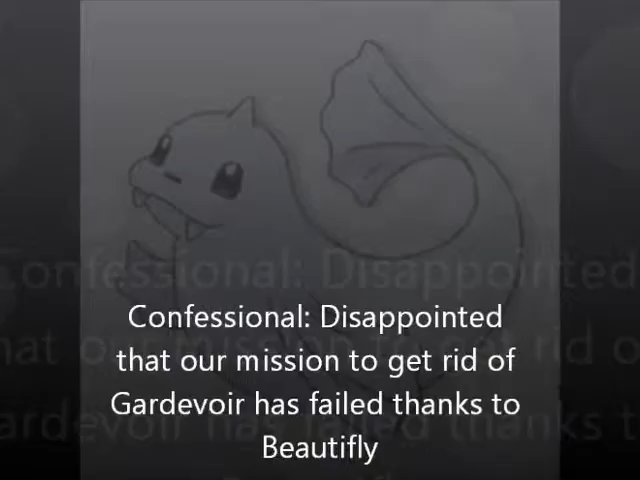 Confessional: Disappointed
that our mission to get rid of
Gardevoir has failed thanks to
Beautifly